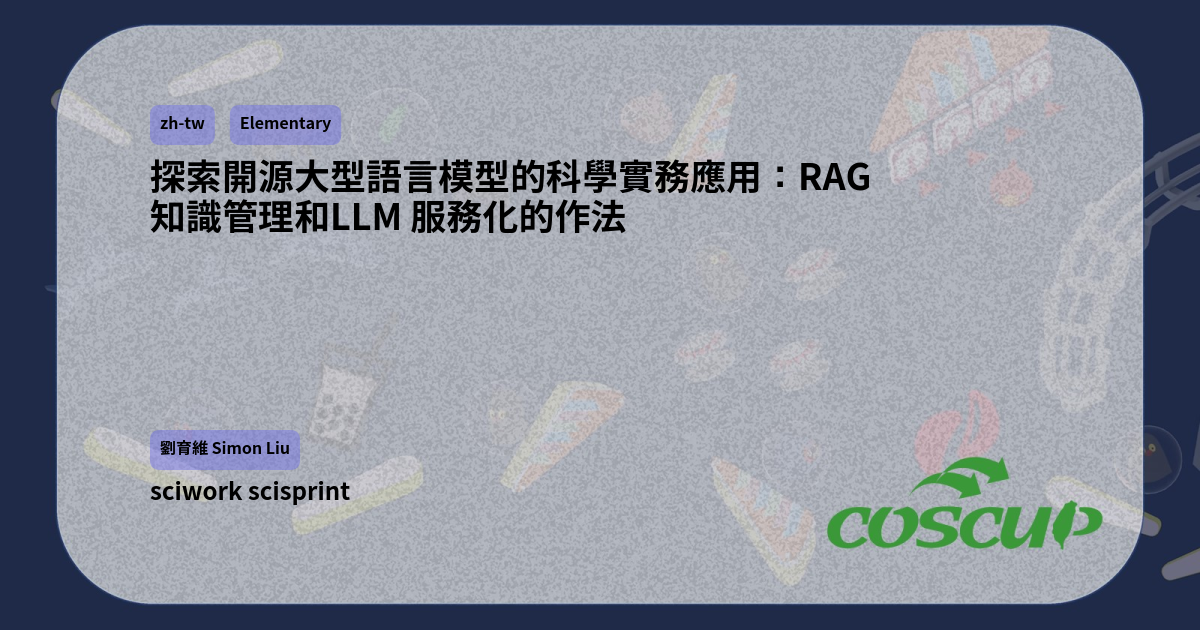 zh-tw Elementary
探索開源大型語言模型的科學實務應用：RAG
知識管理和LLM 服務化的作法
劉育維 Simon Liu
sciwork scisprint
COSCUP